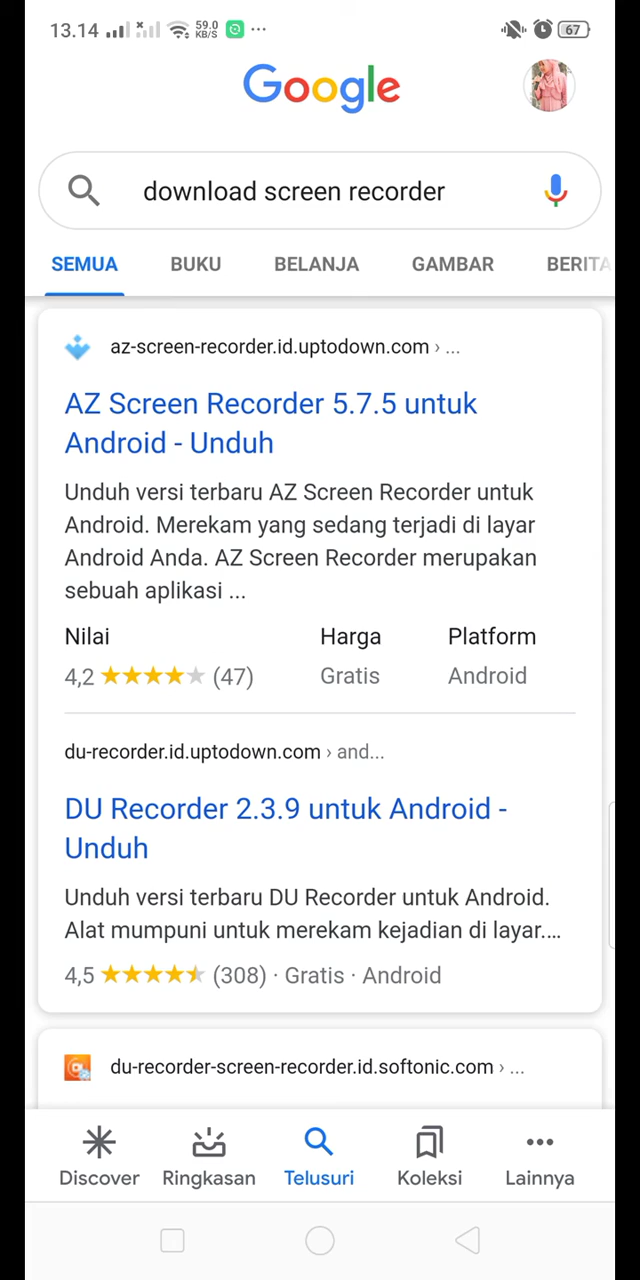 13.14 59.0 KB/S ... 67
Google
download screen recorder
SEMUA BUKU BELANJA GAMBAR BERITA
az-screen-recorder.id.uptodown.com › ...
AZ Screen Recorder 5.7.5 untuk
Android - Unduh
Unduh versi terbaru AZ Screen Recorder untuk
Android. Merekam yang sedang terjadi di layar
Android Anda. AZ Screen Recorder merupakan
sebuah aplikasi ...
Nilai Harga Platform
4,2 ★★★★★ (47) Gratis Android
du-recorder.id.uptodown.com › and...
DU Recorder 2.3.9 untuk Android -
Unduh
Unduh versi terbaru DU Recorder untuk Android.
Alat mumpuni untuk merekam kejadian di layar....
4,5 ★★★★★ (308) · Gratis · Android
du-recorder-screen-recorder.id.softonic.com › ...
Discover Ringkasan Telusuri Koleksi Lainnya